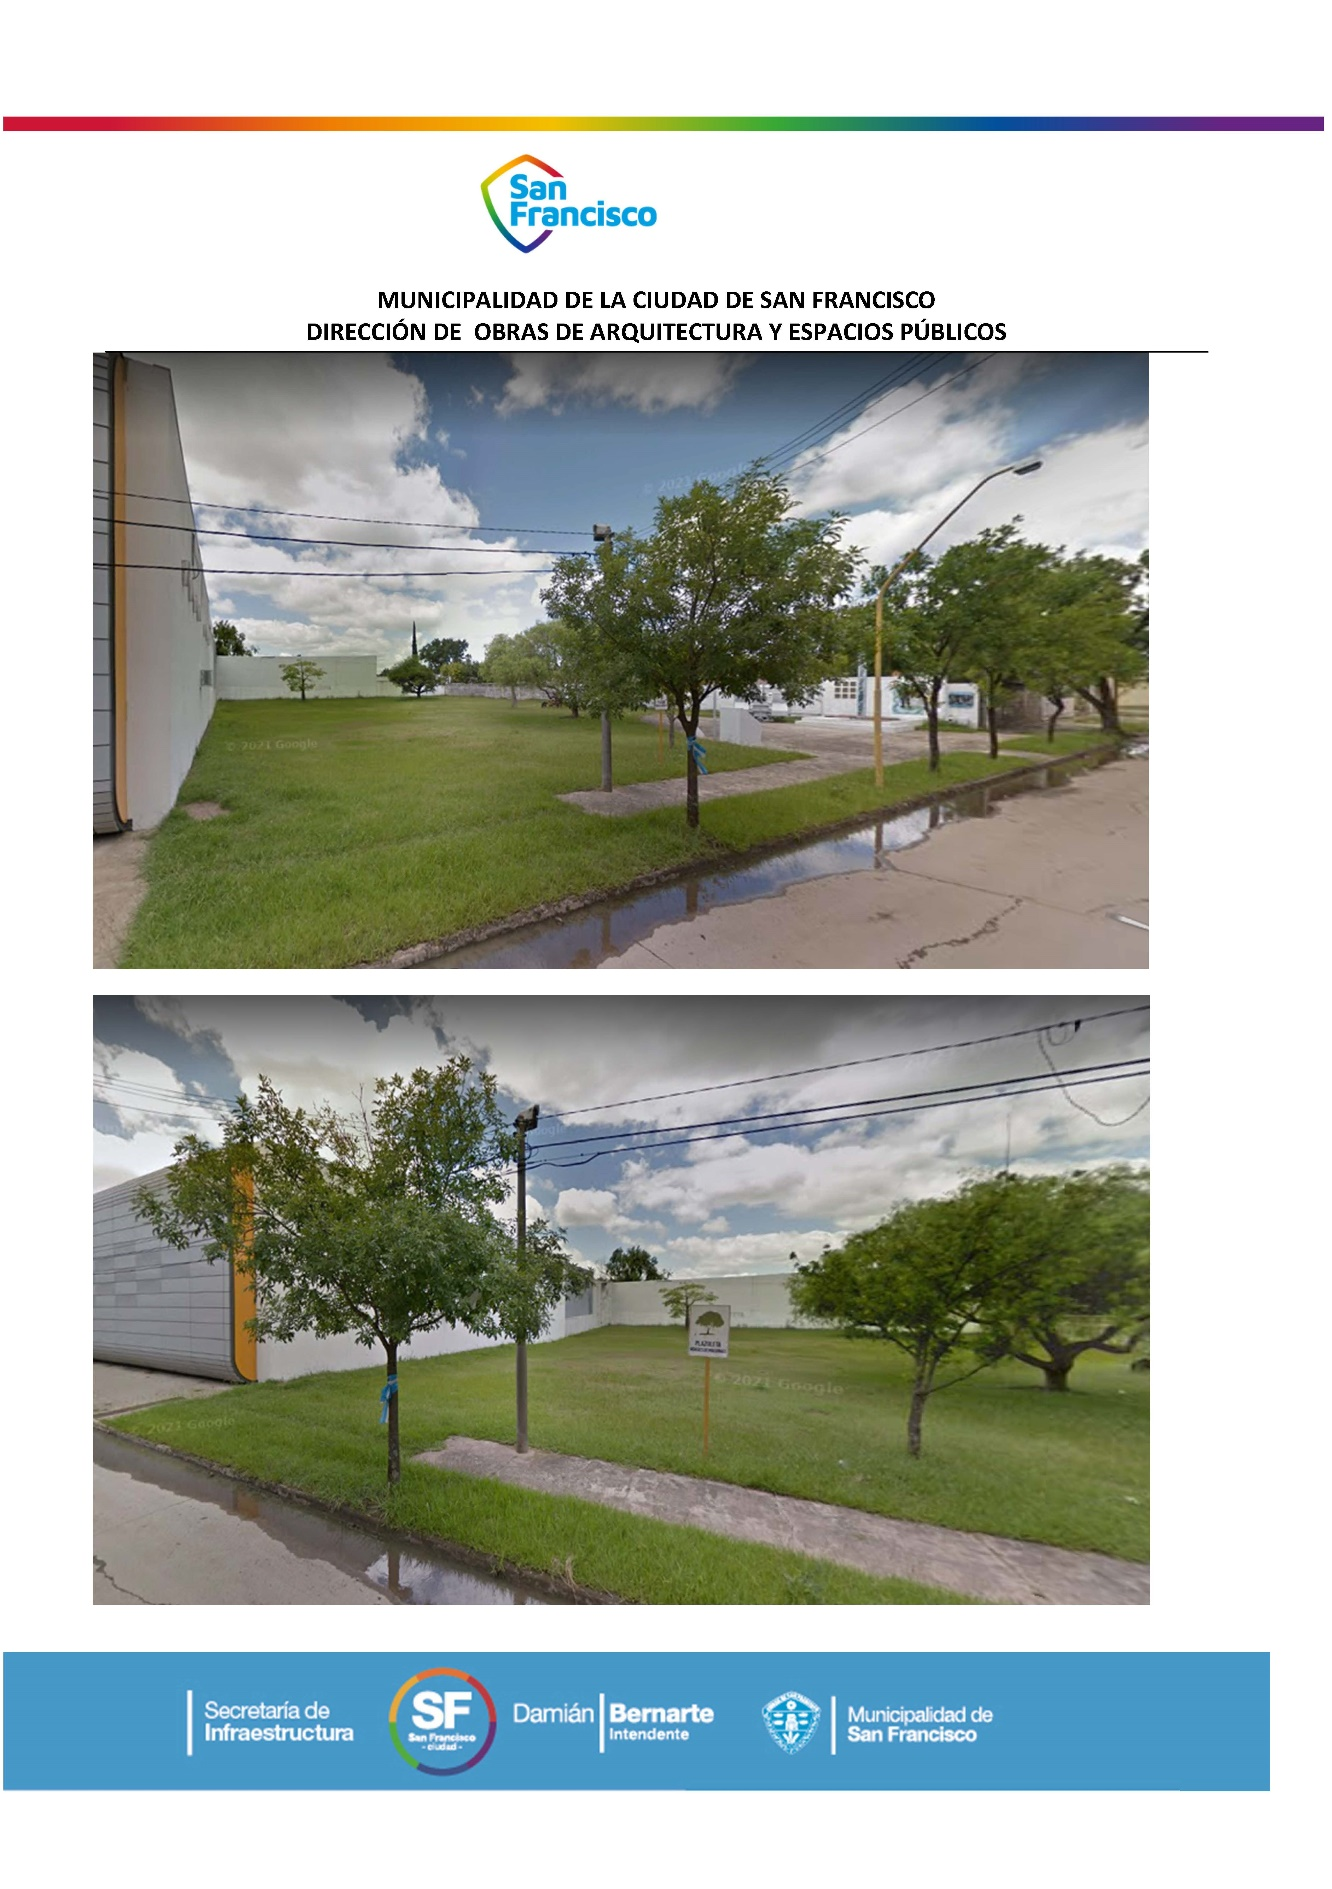 San
Francisco
MUNICIPALIDAD DE LA CIUDAD DE SAN FRANCISCO
DIRECCIÓN DE OBRAS DE ARQUITECTURA Y ESPACIOS PÚBLICOS
© 2021 Google
© 2021 Google
PLAZOLETA
© 2021 Google
© 2021 Google
Secretaría de
Infraestructura
SF
San Francisco
- ciudad -
Damián Bernarte
Intendente
Municipalidad de
San Francisco